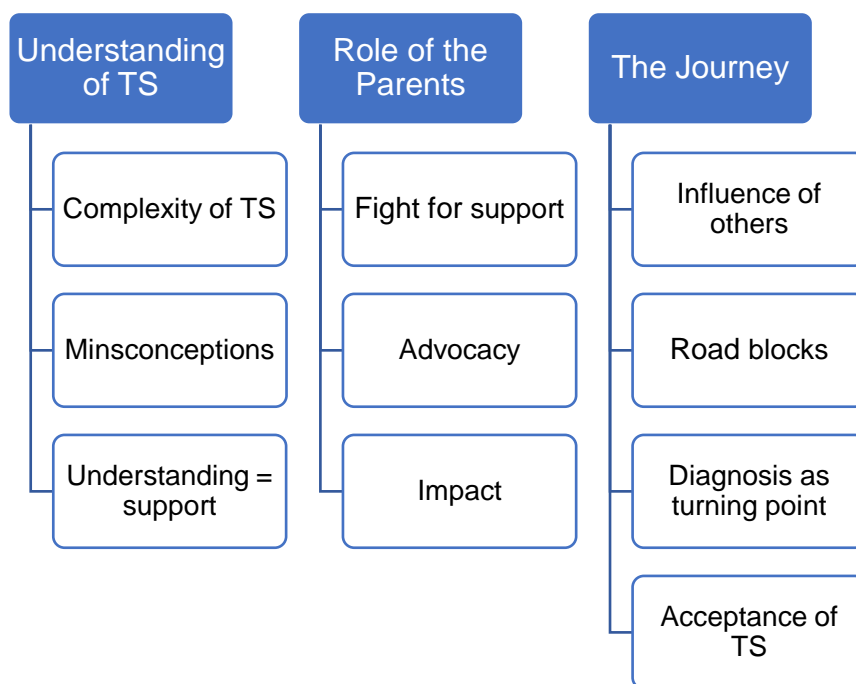 Understanding
of TS
Complexity of TS
Minsconceptions
Understanding =
support
Role of the
Parents
Fight for support
Advocacy
Impact
The Journey
Influence of
others
Road blocks
Diagnosis as
turning point
Acceptance of
TS